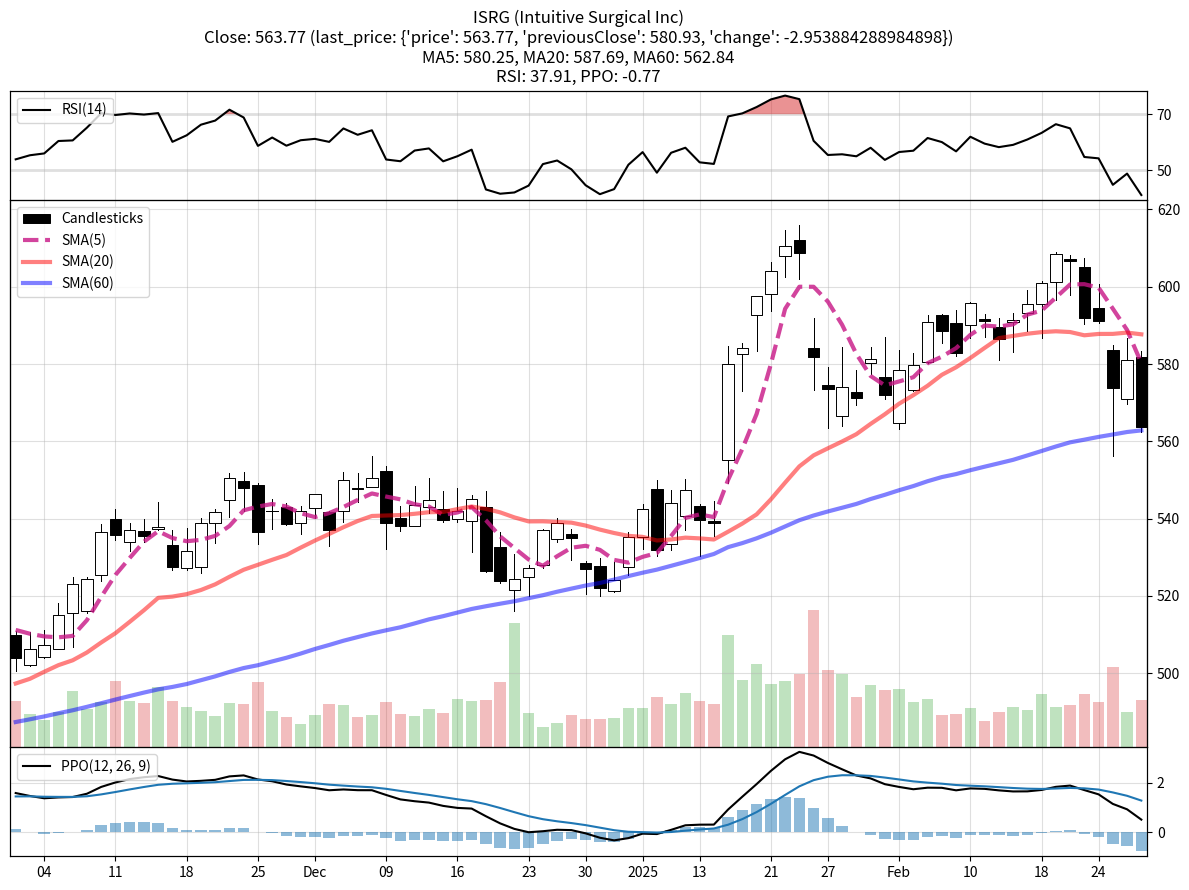 ISRG (Intuitive Surgical Inc)
Close: 563.77 (last_price: {'price': 563.77, 'previousClose': 580.93, 'change': -2.953884288984898})
MA5: 580.25, MA20: 587.69, MA60: 562.84
RSI: 37.91, PPO: -0.77
RSI(14)
70
50
Candlesticks
SMA(5)
SMA(20)
SMA(60)
620
600
580
560
540
520
500
PPO(12, 26, 9)
2
0
04 11 18 25 Dec 09 16 23 30 2025 13 21 27 Feb 10 18 24